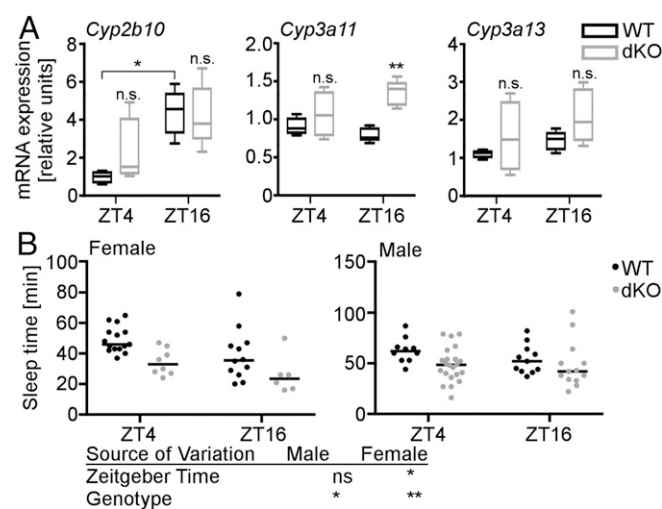 A
Cyp2b10
Cyp3a11
Cyp3a13
WT
dKO
mRNA expression
[relative units]
8
6
4
2
0
*
n.s.
n.s.
ZT4
ZT16
2.0
1.5
1.0
0.5
0.0
n.s.
**
ZT4
ZT16
4
3
2
1
0
n.s.
n.s.
ZT4
ZT16
B
Female
Male
WT
dKO
Sleep time [min]
100
80
60
40
20
0
ZT4
ZT16
150
100
50
0
ZT4
ZT16
Source of Variation Male Female
Zeitgeber Time ns *
Genotype * **